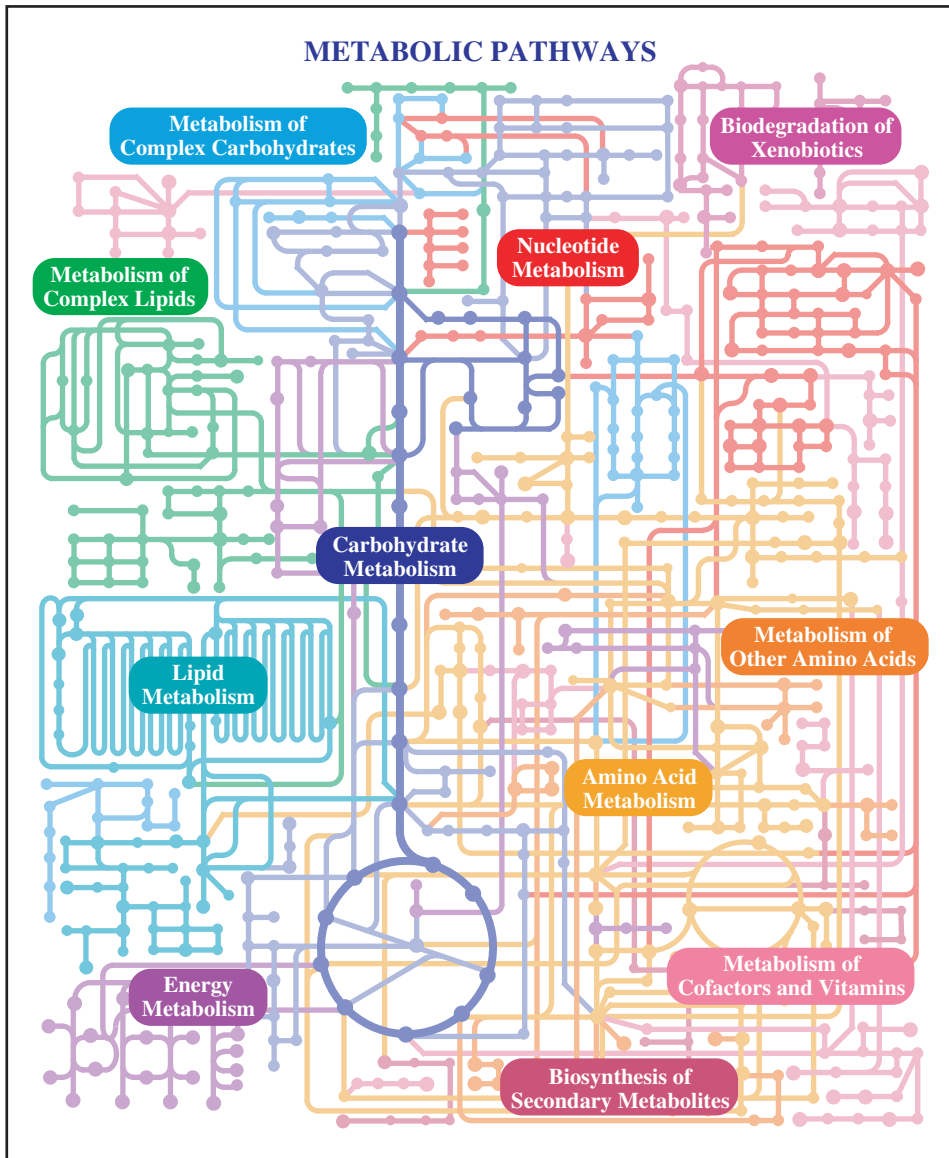 METABOLIC PATHWAYS
Metabolism of
Complex Carbohydrates
Biodegradation of
Xenobiotics
Nucleotide
Metabolism
Metabolism of
Complex Lipids
Carbohydrate
Metabolism
Metabolism of
Other Amino Acids
Lipid
Metabolism
Amino Acid
Metabolism
Metabolism of
Cofactors and Vitamins
Energy
Metabolism
Biosynthesis of
Secondary Metabolites